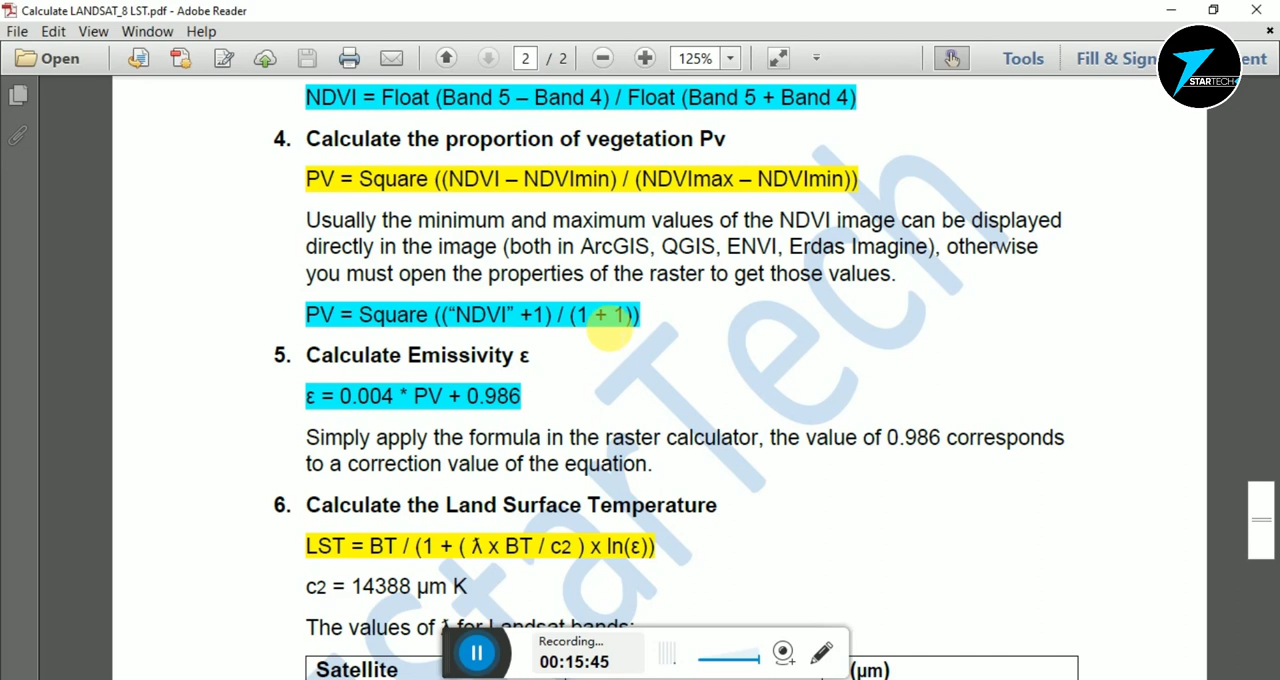 Calculate LANDSAT_8 LST.pdf - Adobe Reader
File Edit View Window Help
Open 2 / 2 125% Tools Fill & Sign
STARTECH
NDVI = Float (Band 5 – Band 4) / Float (Band 5 + Band 4)
4. Calculate the proportion of vegetation Pv
PV = Square ((NDVI – NDVImin) / (NDVImax – NDVImin))
Usually the minimum and maximum values of the NDVI image can be displayed
directly in the image (both in ArcGIS, QGIS, ENVI, Erdas Imagine), otherwise
you must open the properties of the raster to get those values.
PV = Square ((“NDVI” +1) / (1 + 1))
5. Calculate Emissivity ε
ε = 0.004 * PV + 0.986
Simply apply the formula in the raster calculator, the value of 0.986 corresponds
to a correction value of the equation.
6. Calculate the Land Surface Temperature
LST = BT / (1 + ( ƛ x BT / c2 ) x ln(ε))
c2 = 14388 µm K
The values of ƛ for Landsat bands:
Satellite (µm)
Recording...
00:15:45
StarTech